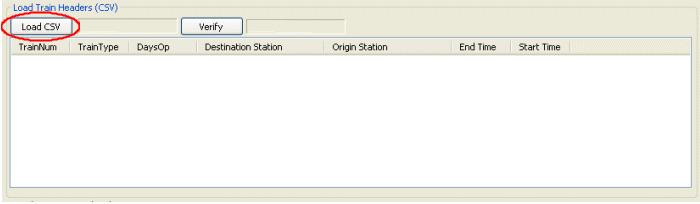 Load Train Headers (CSV)
Load CSV Verify
TrainNum TrainType DaysOp Destination Station Origin Station End Time Start Time